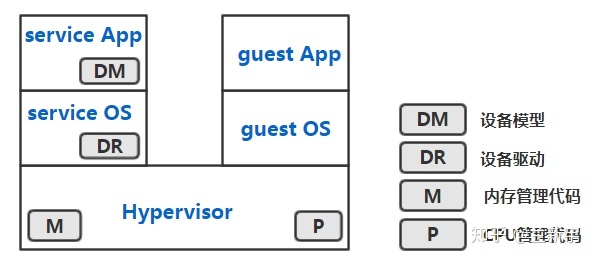 service App
DM
service OS
DR
guest App
guest OS
Hypervisor
M
P
DM 设备模型
DR 设备驱动
M 内存管理代码
P CPU管理代码
知乎